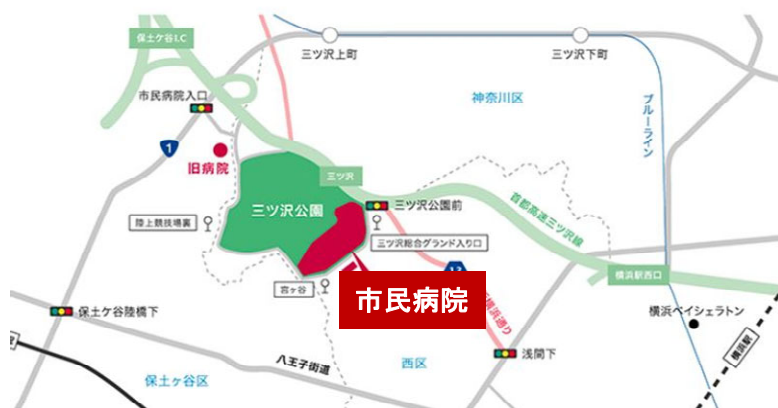 保土ケ谷I.C
三ツ沢上町
三ツ沢下町
市民病院入口
神奈川区
ブルーライン
1
旧病院
三ツ沢
三ツ沢公園
三ツ沢公園前
陸上競技場裏
首都高速三ツ沢線
三ツ沢総合グランド入り口
13
横浜駅西口
宮ヶ谷
市民病院
横浜通り
保土ケ谷陸橋下
横浜ベイシェラトン
浅間下
横浜駅
八王子街道
西区
保土ヶ谷区